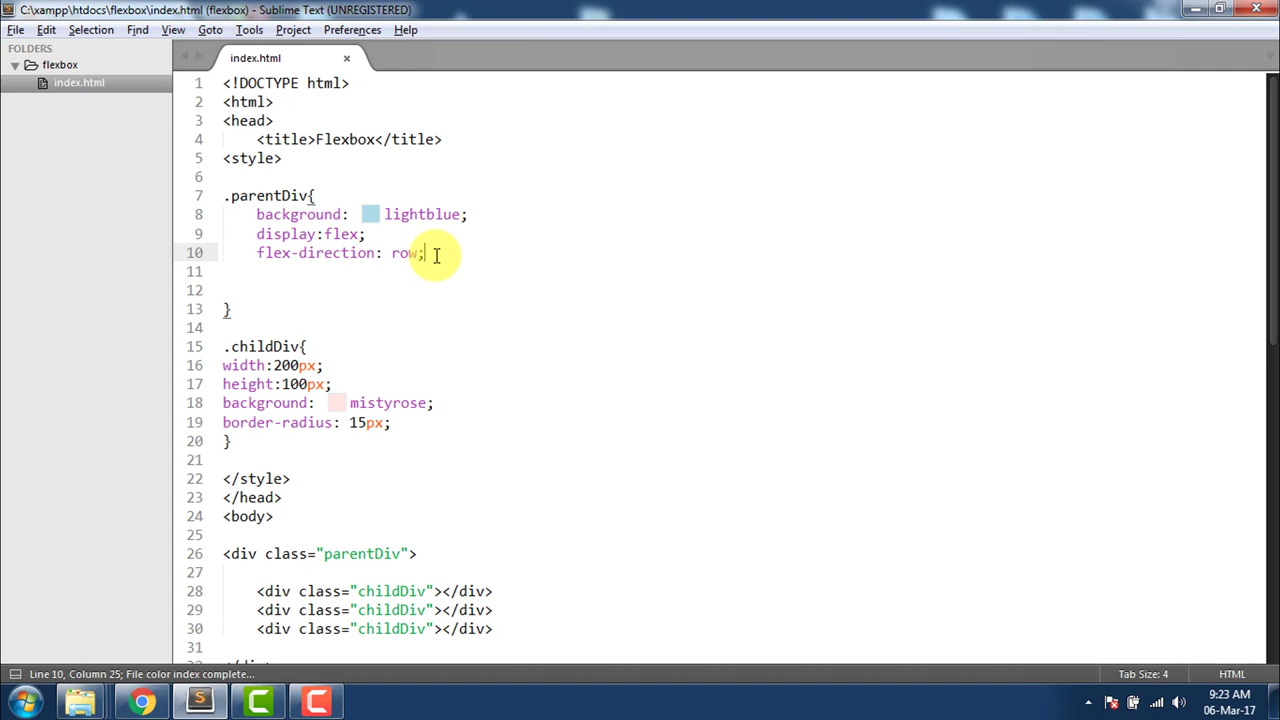 C:\xampp\htdocs\flexbox\index.html (flexbox) - Sublime Text (UNREGISTERED)
File Edit Selection Find View Goto Tools Project Preferences Help
FOLDERS
flexbox
index.html
index.html
1 <!DOCTYPE html>
2 <html>
3 <head>
4 <title>Flexbox</title>
5 <style>
6
7 .parentDiv{
8 background: lightblue;
9 display:flex;
10 flex-direction: row;
11
12
13 }
14
15 .childDiv{
16 width:200px;
17 height:100px;
18 background: mistyrose;
19 border-radius: 15px;
20 }
21
22 </style>
23 </head>
24 <body>
25
26 <div class="parentDiv">
27
28 <div class="childDiv"></div>
29 <div class="childDiv"></div>
30 <div class="childDiv"></div>
31
Line 10, Column 25; File color index complete... Tab Size: 4 HTML
9:23 AM
06-Mar-17